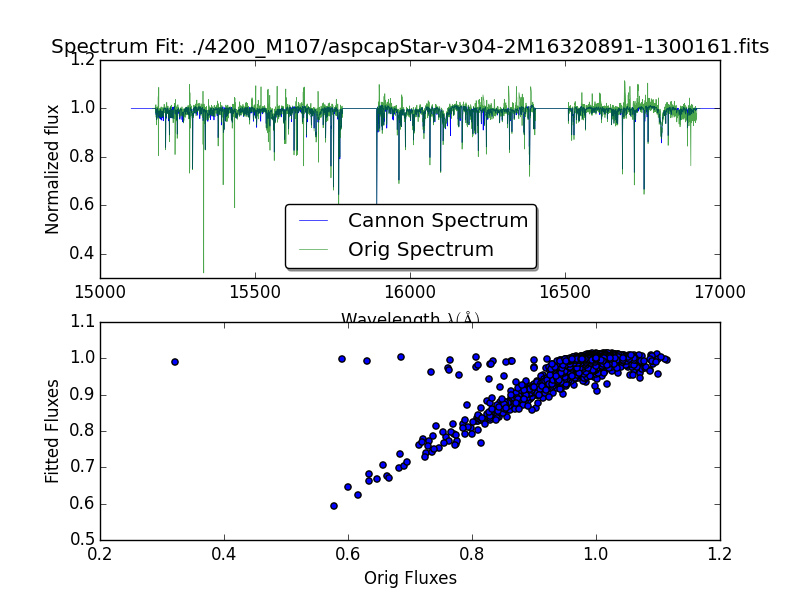 Spectrum Fit: ./4200_M107/aspcapStar-v304-2M16320891-1300161.fits
1.2
1.0
0.8
0.6
0.4
Normalized flux
Cannon Spectrum
Orig Spectrum
15000 15500 16000 16500 17000
Wavelength λ(Å)
1.1
1.0
0.9
0.8
0.7
0.6
0.5
Fitted Fluxes
0.2 0.4 0.6 0.8 1.0 1.2
Orig Fluxes